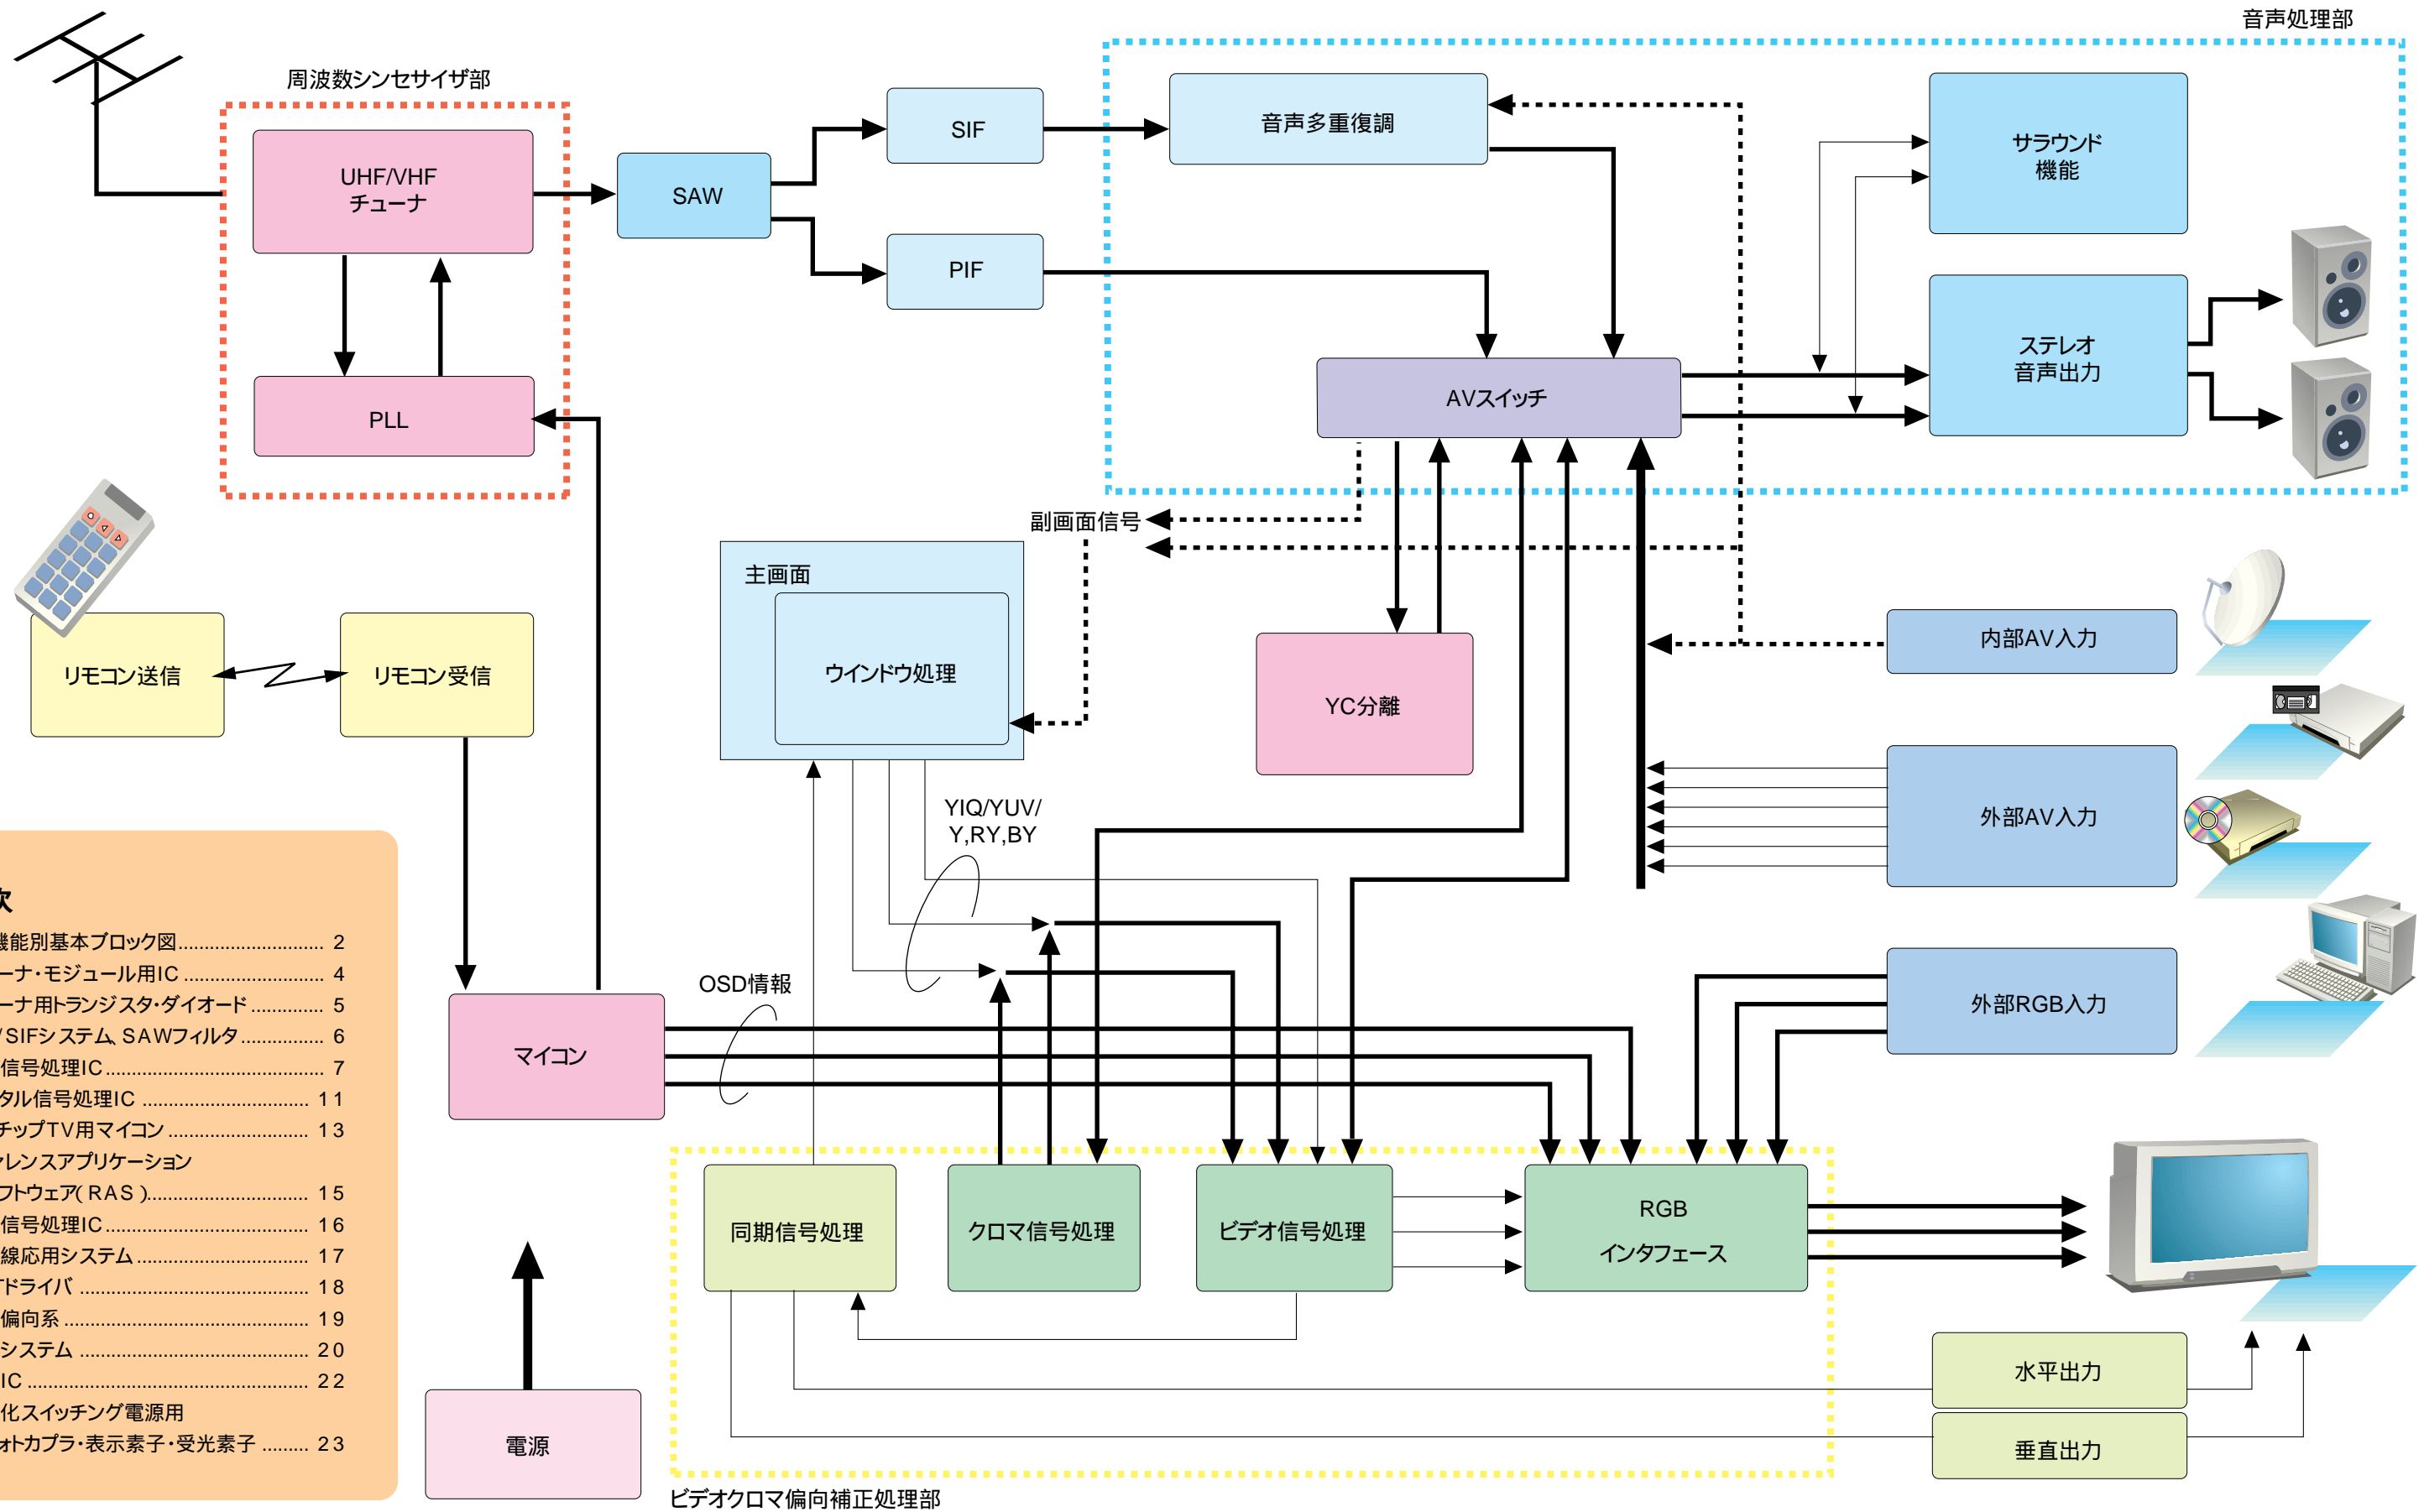 音声処理部
周波数シンセサイザ部
UHF/VHF
チューナ
SAW
SIF
音声多重復調
サラウンド
機能
PIF
ステレオ
音声出力
AVスイッチ
PLL
副画面信号
主画面
ウインドウ処理
YC分離
内部AV入力
リモコン送信
リモコン受信
外部AV入力
YIQ/YUV/
Y,RY,BY
OSD情報
外部RGB入力
マイコン
次
機能別基本ブロック図............................ 2
ーナ・モジュール用IC ........................... 4
ーナ用トランジスタ・ダイオード.............. 5
/SIFシステム、SAWフィルタ................ 6
信号処理IC.......................................... 7
タル信号処理IC ................................ 11
チップTV用マイコン ........................... 13
ァレンスアプリケーション
フトウェア(RAS)............................... 15
信号処理IC....................................... 16
線応用システム................................. 17
Tドライバ ............................................ 18
偏向系 ............................................... 19
システム ............................................ 20
IC ...................................................... 22
化スイッチング電源用
ォトカプラ・表示素子・受光素子 ......... 23
同期信号処理
クロマ信号処理
ビデオ信号処理
RGB
インタフェース
水平出力
垂直出力
電源
ビデオクロマ偏向補正処理部